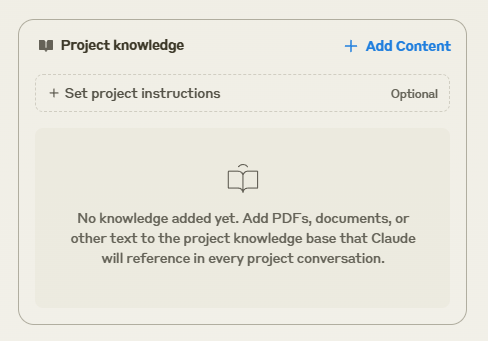 Project knowledge
+ Add Content
+ Set project instructions
Optional
No knowledge added yet. Add PDFs, documents, or
other text to the project knowledge base that Claude
will reference in every project conversation.